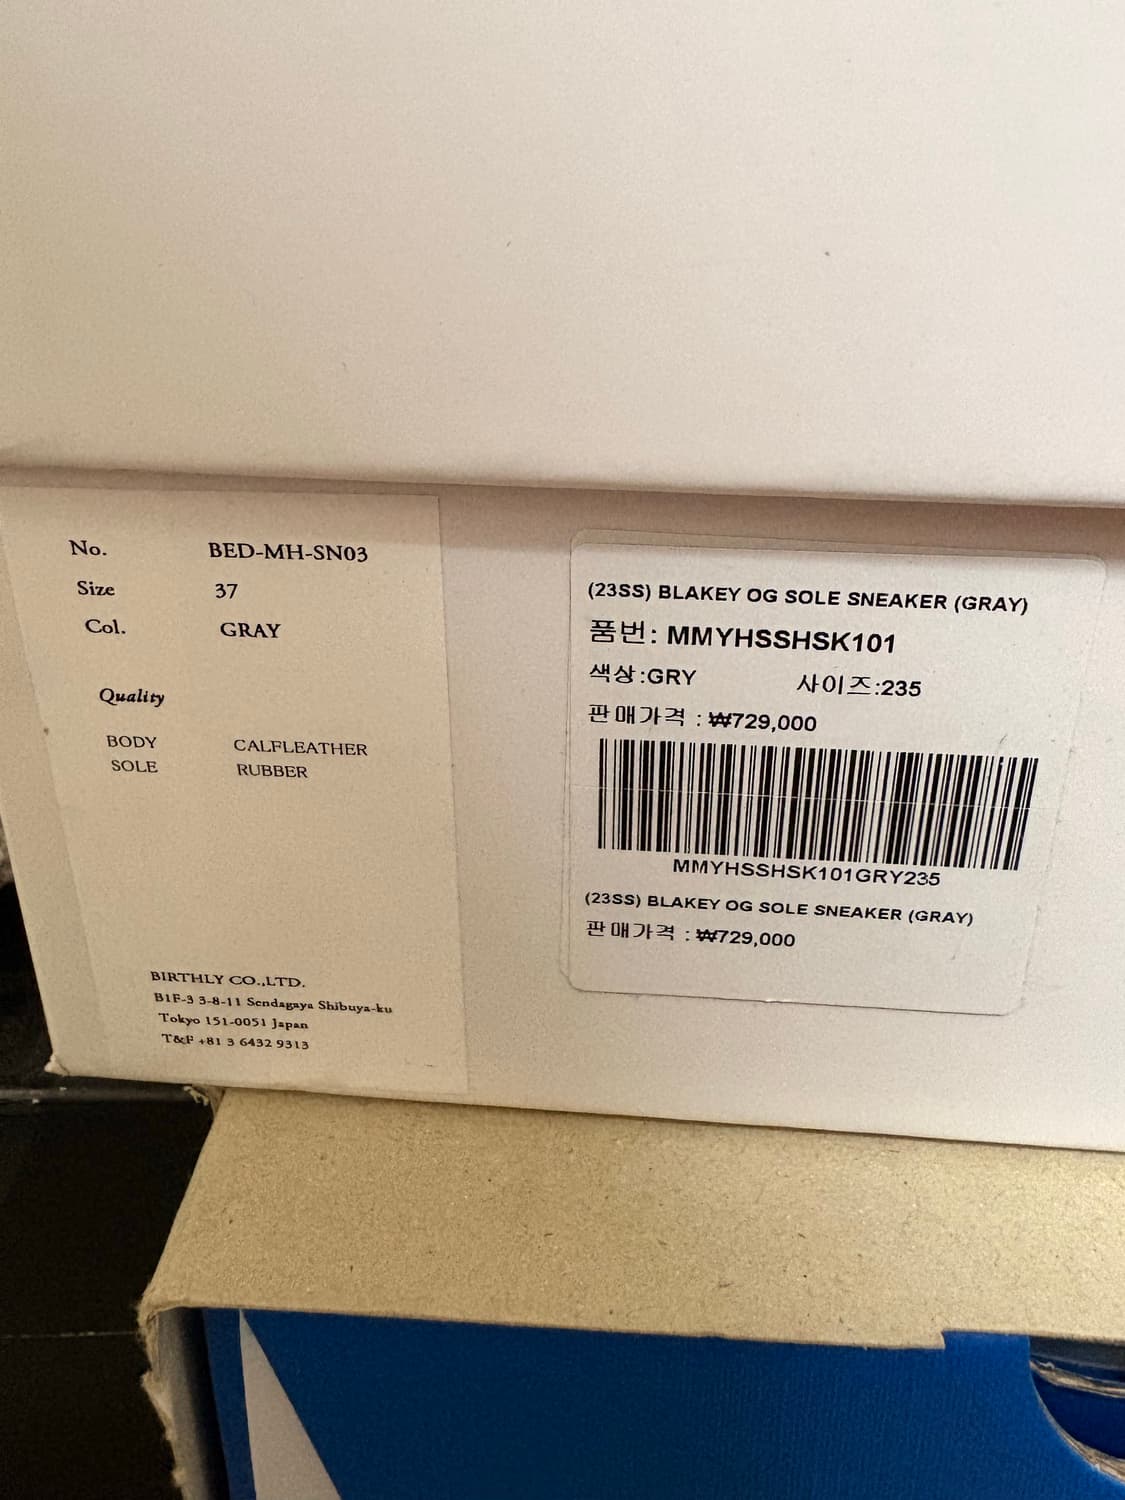 No. BED-MH-SN03
Size 37
Col. GRAY
Quality
BODY CALFLEATHER
SOLE RUBBER
BIRTHLY CO.,LTD.
B1F-3 3-8-11 Sendagaya Shibuya-ku
Tokyo 151-0051 Japan
T&F +81 3 6432 9313
(23SS) BLAKEY OG SOLE SNEAKER (GRAY)
품번: MMYHSSHSK101
색상:GRY 사이즈:235
판매가격 : ₩729,000
MMYHSSHSK101GRY235
(23SS) BLAKEY OG SOLE SNEAKER (GRAY)
판매가격 : ₩729,000